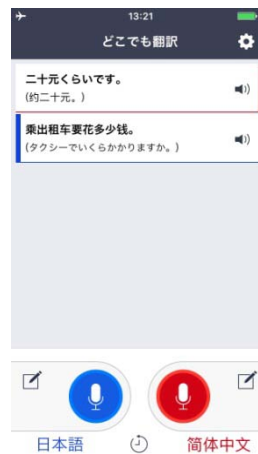 13:21
どこでも翻訳
二十元くらいです。
(约二十元。)
乘出租车要花多少钱。
(タクシーでいくらかかりますか。)
日本語
简体中文